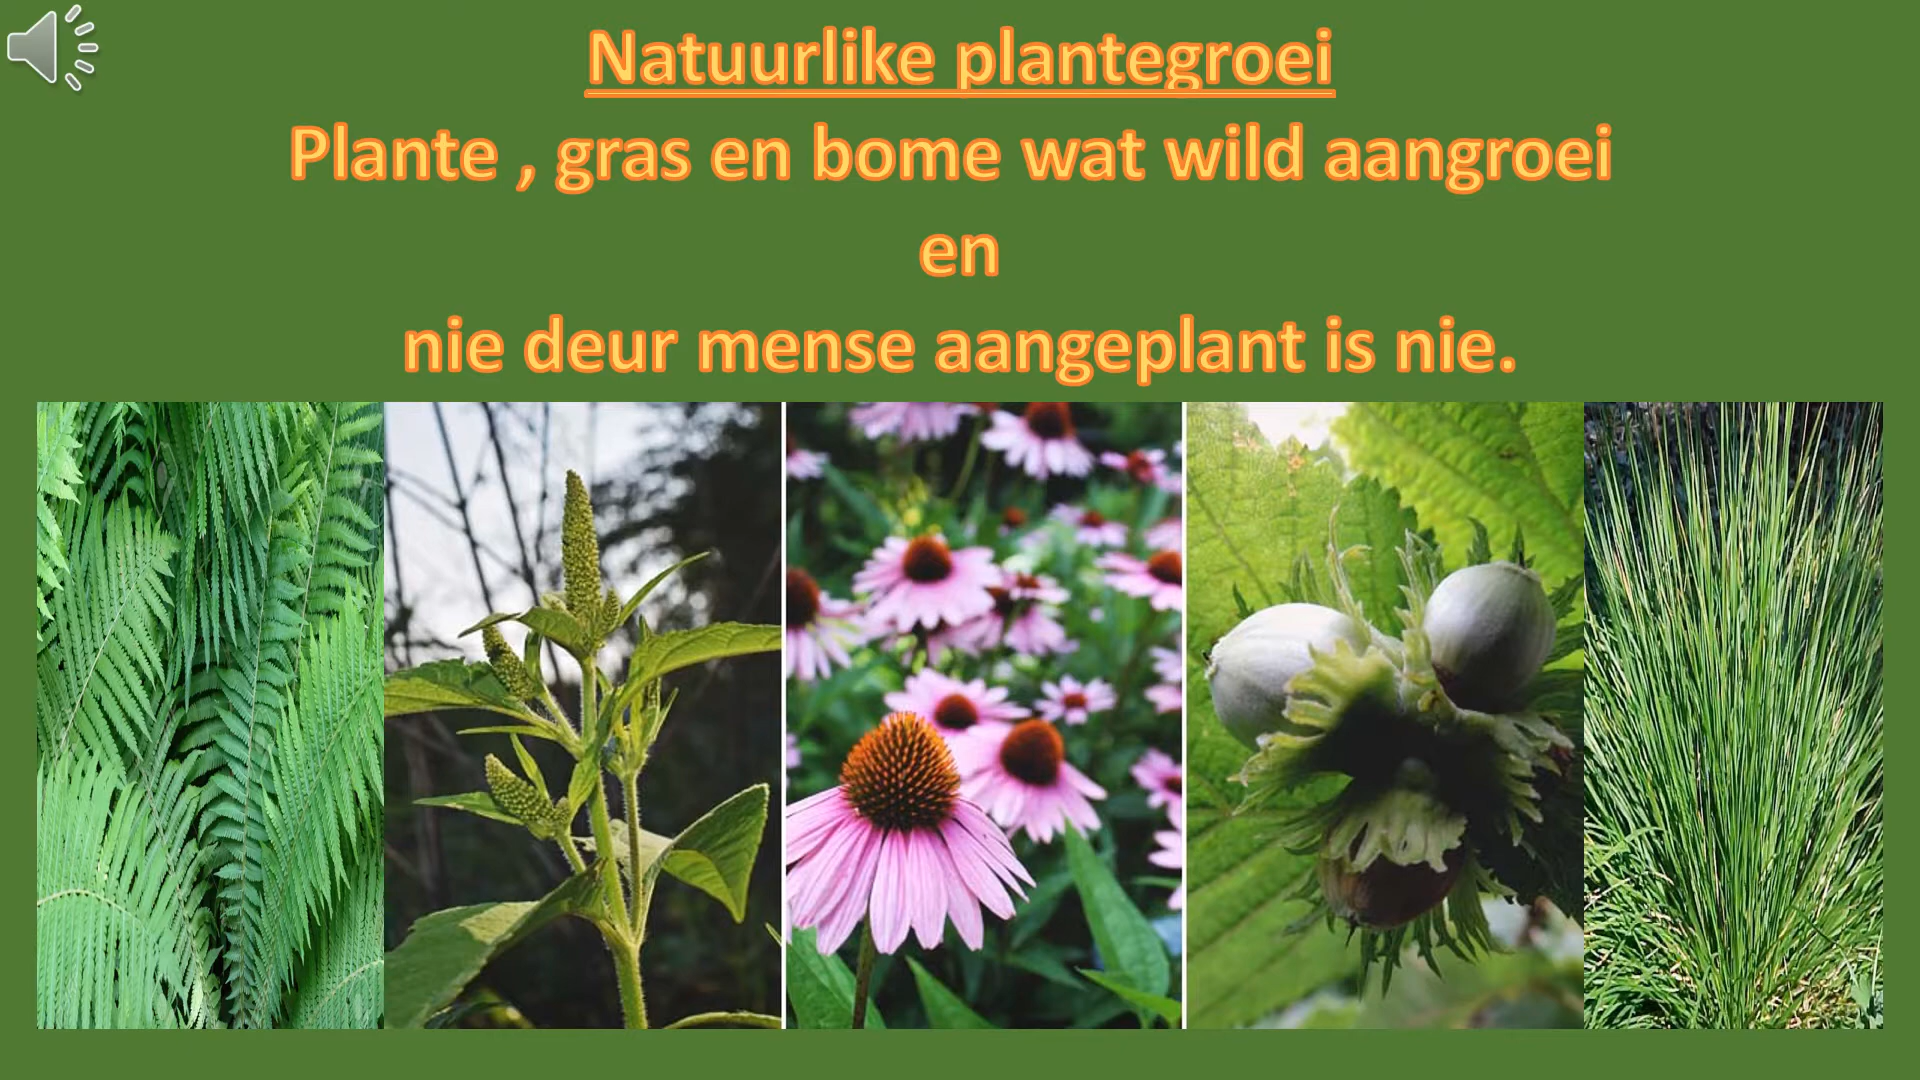 Natuurlike plantegroei
Plante , gras en bome wat wild aangroei
en
nie deur mense aangeplant is nie.